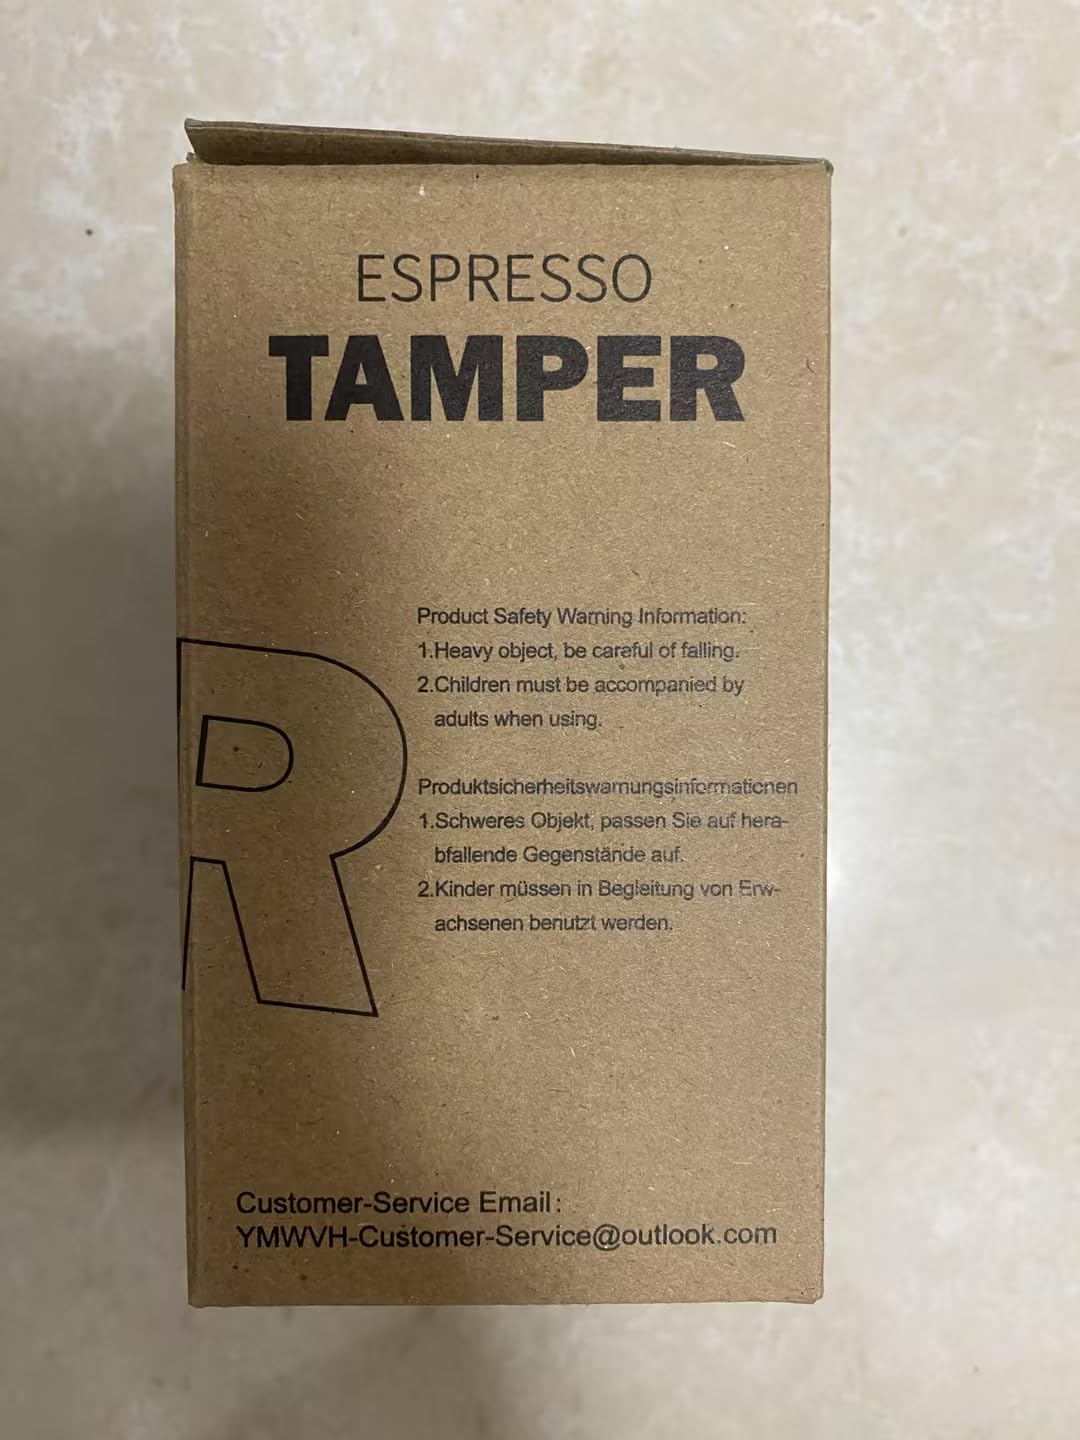 ESPRESSO
TAMPER
Product Safety Warning Information:
1.Heavy object, be careful of falling.
2.Children must be accompanied by
adults when using.
Produktsicherheitswarnungsinformationen
1.Schweres Objekt, passen Sie auf hera-
bfallende Gegenstände auf.
2.Kinder müssen in Begleitung von Erw-
achsenen benutzt werden.
R
Customer-Service Email:
YMWVH-Customer-Service@outlook.com